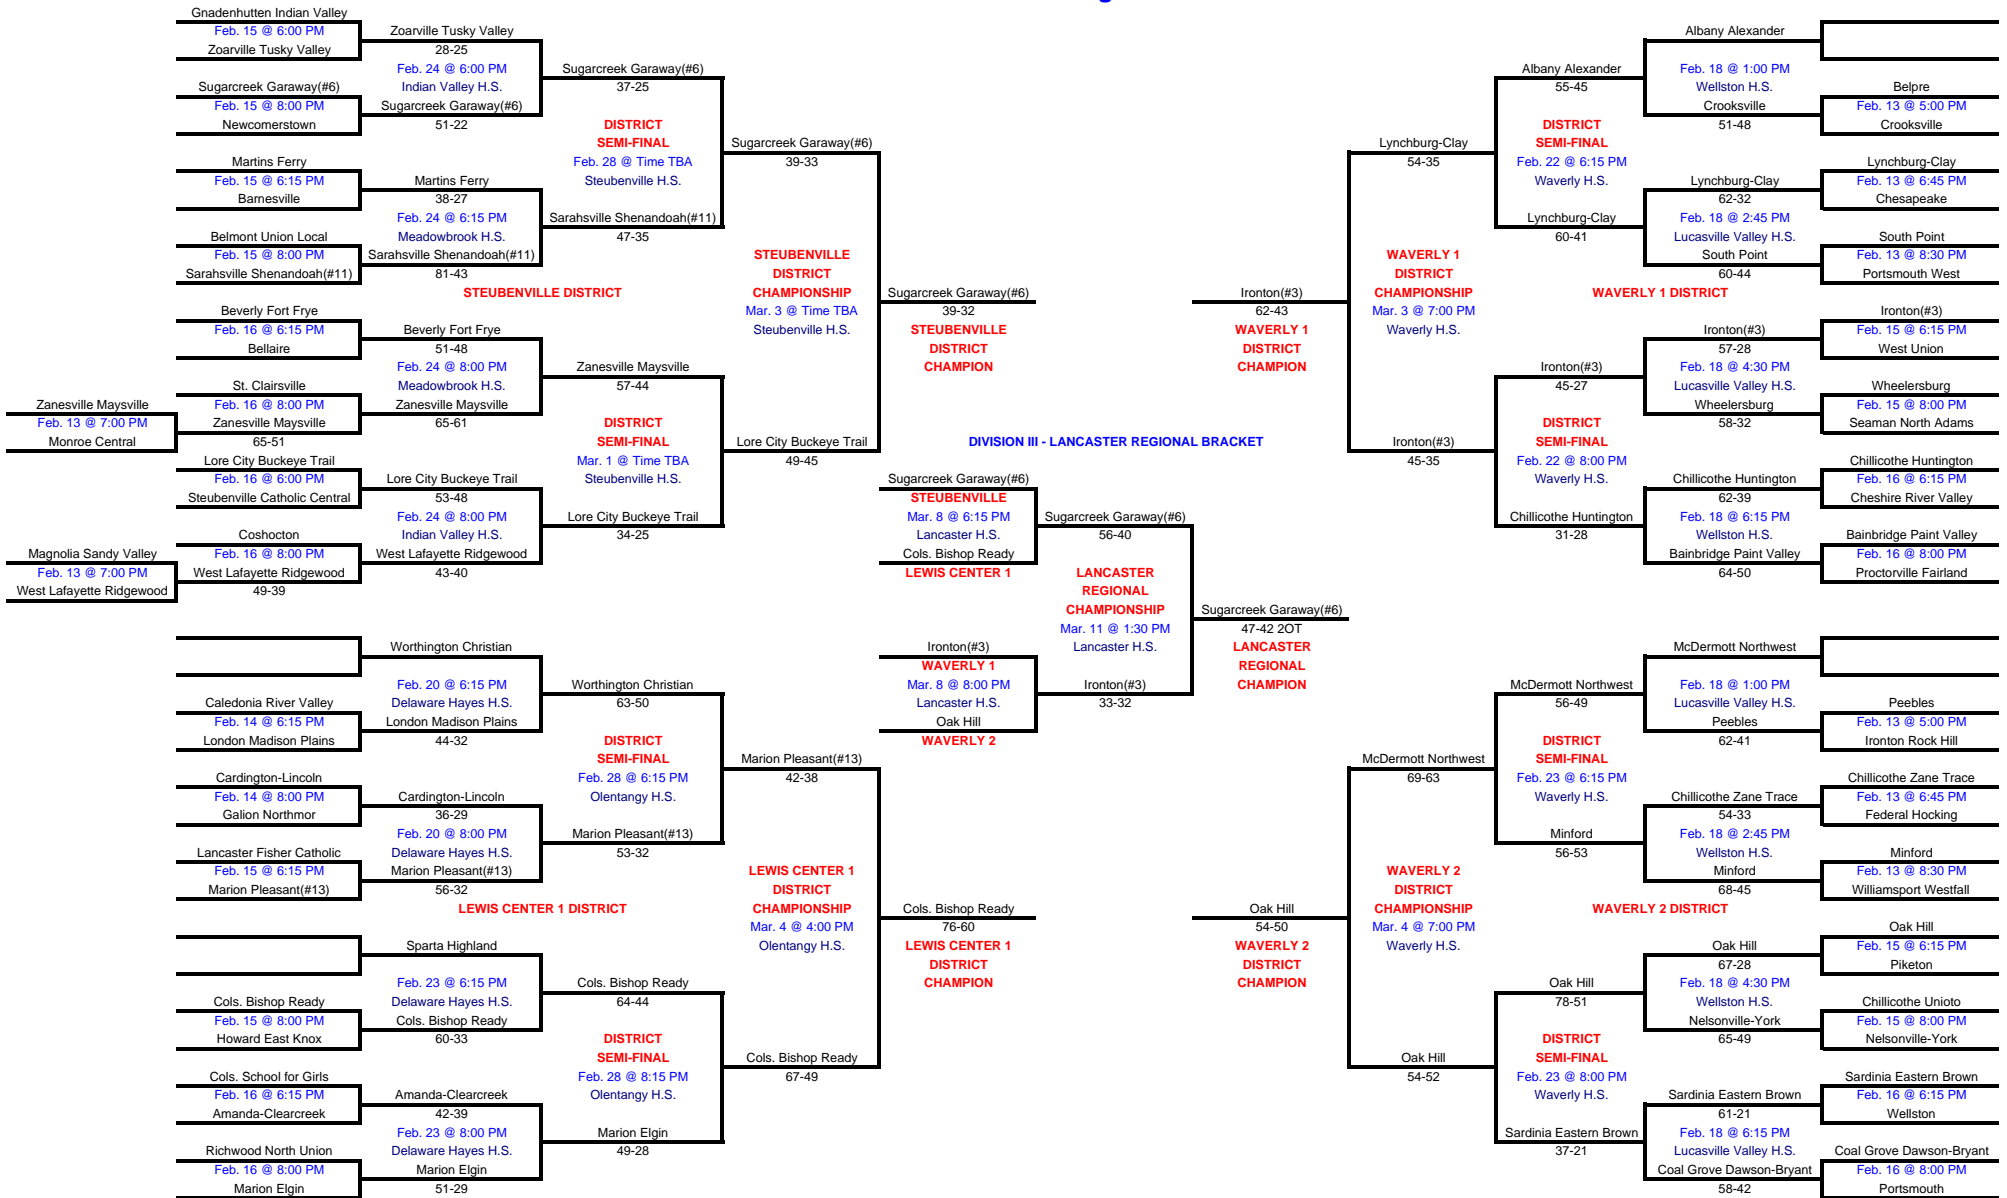 Gnadenhutten Indian Valley
Feb. 15 @ 6:00 PM
Zoarville Tusky Valley
Sugarcreek Garaway(#6)
Feb. 15 @ 8:00 PM
Newcomerstown
Martins Ferry
Feb. 15 @ 6:15 PM
Barnesville
Belmont Union Local
Feb. 15 @ 8:00 PM
Sarahsville Shenandoah(#11)
Beverly Fort Frye
Feb. 16 @ 6:15 PM
Bellaire
Zanesville Maysville
Feb. 13 @ 7:00 PM
Monroe Central
St. Clairsville
Feb. 16 @ 8:00 PM
Zanesville Maysville
65-51
Lore City Buckeye Trail
Feb. 16 @ 6:00 PM
Steubenville Catholic Central
Magnolia Sandy Valley
Feb. 13 @ 7:00 PM
West Lafayette Ridgewood
Coshocton
Feb. 16 @ 8:00 PM
West Lafayette Ridgewood
49-39
Zoarville Tusky Valley
28-25
Feb. 24 @ 6:00 PM
Indian Valley H.S.
Sugarcreek Garaway(#6)
51-22
Martins Ferry
38-27
Feb. 24 @ 6:15 PM
Meadowbrook H.S.
Sarahsville Shenandoah(#11)
81-43
STEUBENVILLE DISTRICT
Beverly Fort Frye
51-48
Feb. 24 @ 8:00 PM
Meadowbrook H.S.
Zanesville Maysville
65-61
Lore City Buckeye Trail
53-48
Feb. 24 @ 8:00 PM
Indian Valley H.S.
West Lafayette Ridgewood
43-40
Sugarcreek Garaway(#6)
37-25
DISTRICT
SEMI-FINAL
Feb. 28 @ Time TBA
Steubenville H.S.
Sarahsville Shenandoah(#11)
47-35
Zanesville Maysville
57-44
DISTRICT
SEMI-FINAL
Mar. 1 @ Time TBA
Steubenville H.S.
Lore City Buckeye Trail
34-25
Sugarcreek Garaway(#6)
39-33
STEUBENVILLE
DISTRICT
CHAMPIONSHIP
Mar. 3 @ Time TBA
Steubenville H.S.
Lore City Buckeye Trail
49-45
Sugarcreek Garaway(#6)
39-32
STEUBENVILLE
DISTRICT
CHAMPION
Caledonia River Valley
Feb. 14 @ 6:15 PM
London Madison Plains
Cardington-Lincoln
Feb. 14 @ 8:00 PM
Galion Northmor
Lancaster Fisher Catholic
Feb. 15 @ 6:15 PM
Marion Pleasant(#13)
Cols. Bishop Ready
Feb. 15 @ 8:00 PM
Howard East Knox
Cols. School for Girls
Feb. 16 @ 6:15 PM
Amanda-Clearcreek
Richwood North Union
Feb. 16 @ 8:00 PM
Marion Elgin
Worthington Christian
Feb. 20 @ 6:15 PM
Delaware Hayes H.S.
London Madison Plains
44-32
Cardington-Lincoln
36-29
Feb. 20 @ 8:00 PM
Delaware Hayes H.S.
Marion Pleasant(#13)
56-32
LEWIS CENTER 1 DISTRICT
Sparta Highland
Feb. 23 @ 6:15 PM
Delaware Hayes H.S.
Cols. Bishop Ready
60-33
Amanda-Clearcreek
42-39
Feb. 23 @ 8:00 PM
Delaware Hayes H.S.
Marion Elgin
51-29
Worthington Christian
63-50
DISTRICT
SEMI-FINAL
Feb. 28 @ 6:15 PM
Olentangy H.S.
Marion Pleasant(#13)
53-32
Cols. Bishop Ready
64-44
DISTRICT
SEMI-FINAL
Feb. 28 @ 8:15 PM
Olentangy H.S.
Marion Elgin
49-28
Marion Pleasant(#13)
42-38
LEWIS CENTER 1
DISTRICT
CHAMPIONSHIP
Mar. 4 @ 4:00 PM
Olentangy H.S.
Cols. Bishop Ready
67-49
Cols. Bishop Ready
76-60
LEWIS CENTER 1
DISTRICT
CHAMPION
DIVISION III - LANCASTER REGIONAL BRACKET
Sugarcreek Garaway(#6)
STEUBENVILLE
Mar. 8 @ 6:15 PM
Lancaster H.S.
Cols. Bishop Ready
LEWIS CENTER 1
Sugarcreek Garaway(#6)
56-40
LANCASTER
REGIONAL
CHAMPIONSHIP
Mar. 11 @ 1:30 PM
Lancaster H.S.
Ironton(#3)
WAVERLY 1
Mar. 8 @ 8:00 PM
Lancaster H.S.
Oak Hill
WAVERLY 2
Ironton(#3)
33-32
Sugarcreek Garaway(#6)
47-42 2OT
LANCASTER
REGIONAL
CHAMPION
Ironton(#3)
62-43
WAVERLY 1
DISTRICT
CHAMPION
Lynchburg-Clay
54-35
WAVERLY 1
DISTRICT
CHAMPIONSHIP
Mar. 3 @ 7:00 PM
Waverly H.S.
Ironton(#3)
45-35
Albany Alexander
55-45
DISTRICT
SEMI-FINAL
Feb. 22 @ 6:15 PM
Waverly H.S.
Lynchburg-Clay
60-41
Ironton(#3)
45-27
DISTRICT
SEMI-FINAL
Feb. 22 @ 8:00 PM
Waverly H.S.
Chillicothe Huntington
31-28
Albany Alexander
Feb. 18 @ 1:00 PM
Wellston H.S.
Crooksville
51-48
Lynchburg-Clay
62-32
Feb. 18 @ 2:45 PM
Lucasville Valley H.S.
South Point
60-44
WAVERLY 1 DISTRICT
Ironton(#3)
57-28
Feb. 18 @ 4:30 PM
Lucasville Valley H.S.
Wheelersburg
58-32
Chillicothe Huntington
62-39
Feb. 18 @ 6:15 PM
Wellston H.S.
Bainbridge Paint Valley
64-50
Belpre
Feb. 13 @ 5:00 PM
Crooksville
Lynchburg-Clay
Feb. 13 @ 6:45 PM
Chesapeake
South Point
Feb. 13 @ 8:30 PM
Portsmouth West
Ironton(#3)
Feb. 15 @ 6:15 PM
West Union
Wheelersburg
Feb. 15 @ 8:00 PM
Seaman North Adams
Chillicothe Huntington
Feb. 16 @ 6:15 PM
Cheshire River Valley
Bainbridge Paint Valley
Feb. 16 @ 8:00 PM
Proctorville Fairland
Oak Hill
54-50
WAVERLY 2
DISTRICT
CHAMPION
McDermott Northwest
69-63
WAVERLY 2
DISTRICT
CHAMPIONSHIP
Mar. 4 @ 7:00 PM
Waverly H.S.
Oak Hill
54-52
McDermott Northwest
56-49
DISTRICT
SEMI-FINAL
Feb. 23 @ 6:15 PM
Waverly H.S.
Minford
56-53
Oak Hill
78-51
DISTRICT
SEMI-FINAL
Feb. 23 @ 8:00 PM
Waverly H.S.
Sardinia Eastern Brown
37-21
McDermott Northwest
Feb. 18 @ 1:00 PM
Lucasville Valley H.S.
Peebles
62-41
Chillicothe Zane Trace
54-33
Feb. 18 @ 2:45 PM
Wellston H.S.
Minford
68-45
WAVERLY 2 DISTRICT
Oak Hill
67-28
Feb. 18 @ 4:30 PM
Wellston H.S.
Nelsonville-York
65-49
Sardinia Eastern Brown
61-21
Feb. 18 @ 6:15 PM
Lucasville Valley H.S.
Coal Grove Dawson-Bryant
58-42
Peebles
Feb. 13 @ 5:00 PM
Ironton Rock Hill
Chillicothe Zane Trace
Feb. 13 @ 6:45 PM
Federal Hocking
Minford
Feb. 13 @ 8:30 PM
Williamsport Westfall
Oak Hill
Feb. 15 @ 6:15 PM
Piketon
Chillicothe Unioto
Feb. 15 @ 8:00 PM
Nelsonville-York
Sardinia Eastern Brown
Feb. 16 @ 6:15 PM
Wellston
Coal Grove Dawson-Bryant
Feb. 16 @ 8:00 PM
Portsmouth